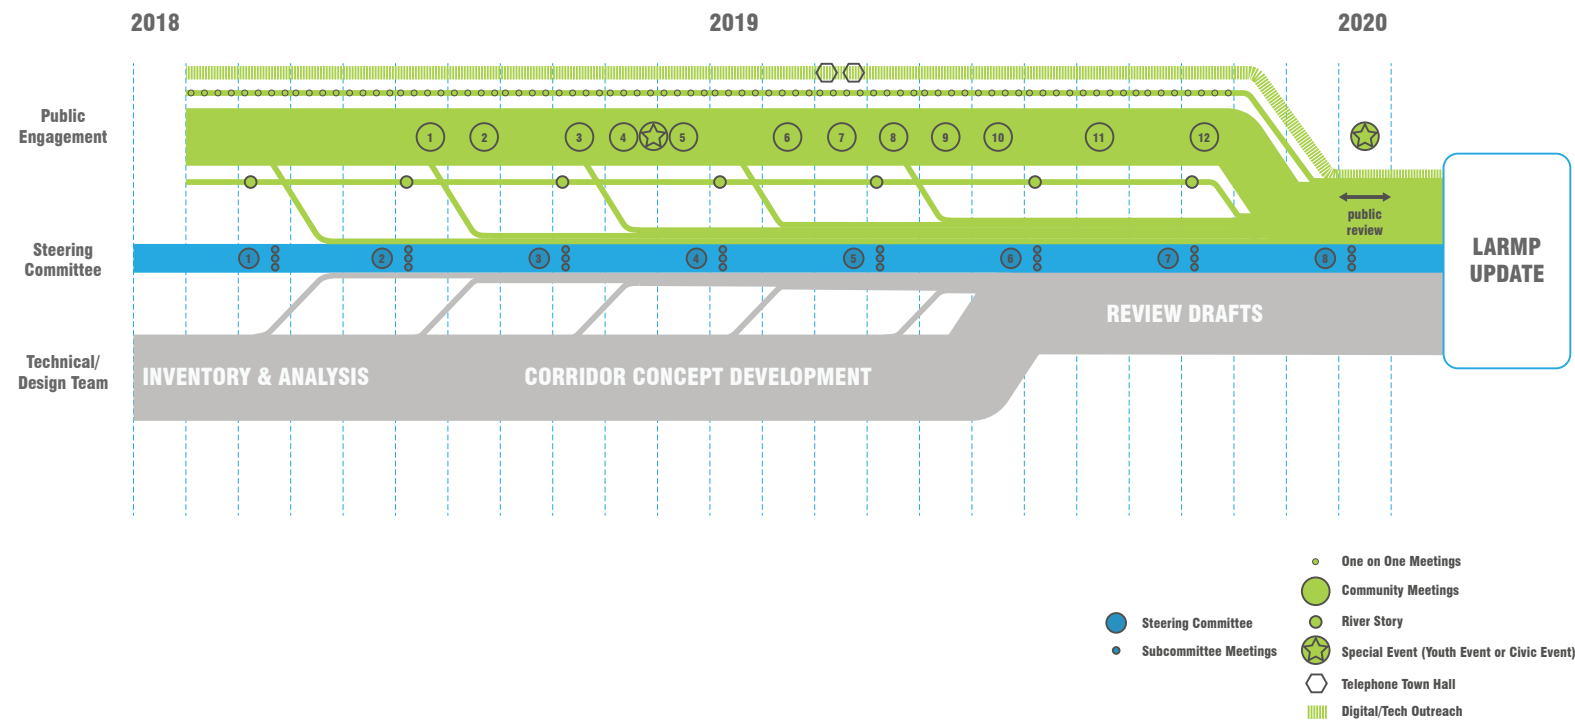 2018
2019
2020
Public
Engagement
1
2
3
4
5
6
7
8
9
10
11
12
public
review
Steering
Committee
1
2
3
4
5
6
7
8
LARMP
UPDATE
REVIEW DRAFTS
Technical/
Design Team
INVENTORY & ANALYSIS
CORRIDOR CONCEPT DEVELOPMENT
Steering Committee
Subcommittee Meetings
One on One Meetings
Community Meetings
River Story
Special Event (Youth Event or Civic Event)
Telephone Town Hall
Digital/Tech Outreach